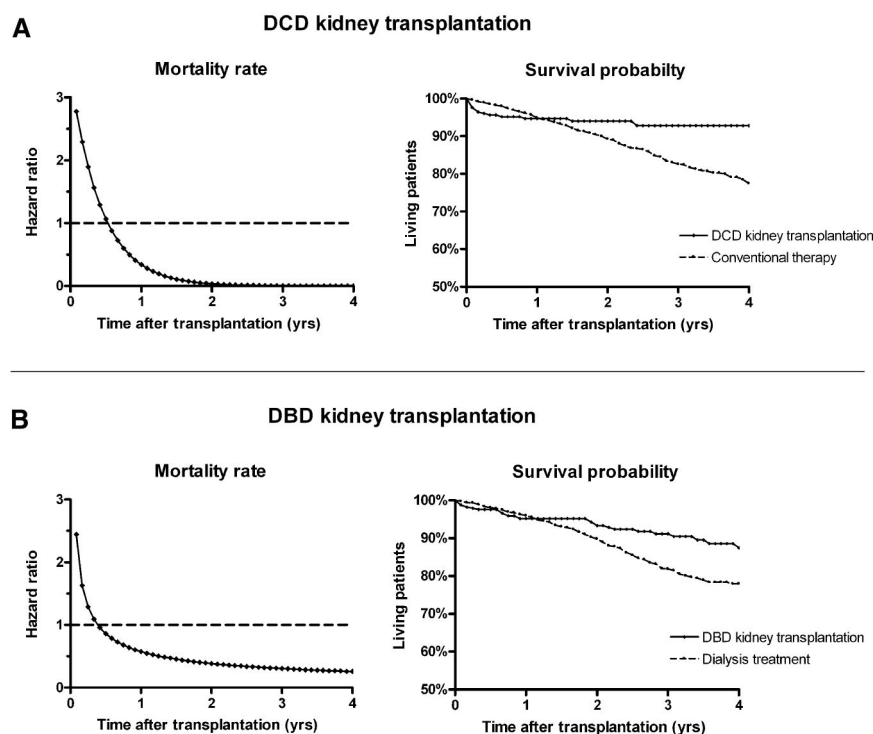 A
DCD kidney transplantation
Mortality rate
Survival probabilty
3
2
1
0
Hazard ratio
0 1 2 3 4
Time after transplantation (yrs)
100%
90%
80%
70%
60%
50%
Living patients
DCD kidney transplantation
Conventional therapy
0 1 2 3 4
Time after transplantation (yrs)
B
DBD kidney transplantation
Mortality rate
Survival probability
3
2
1
0
Hazard ratio
0 1 2 3 4
Time after transplantation (yrs)
100%
90%
80%
70%
60%
50%
Living patients
DBD kidney transplantation
Dialysis treatment
0 1 2 3 4
Time after transplantation (yrs)